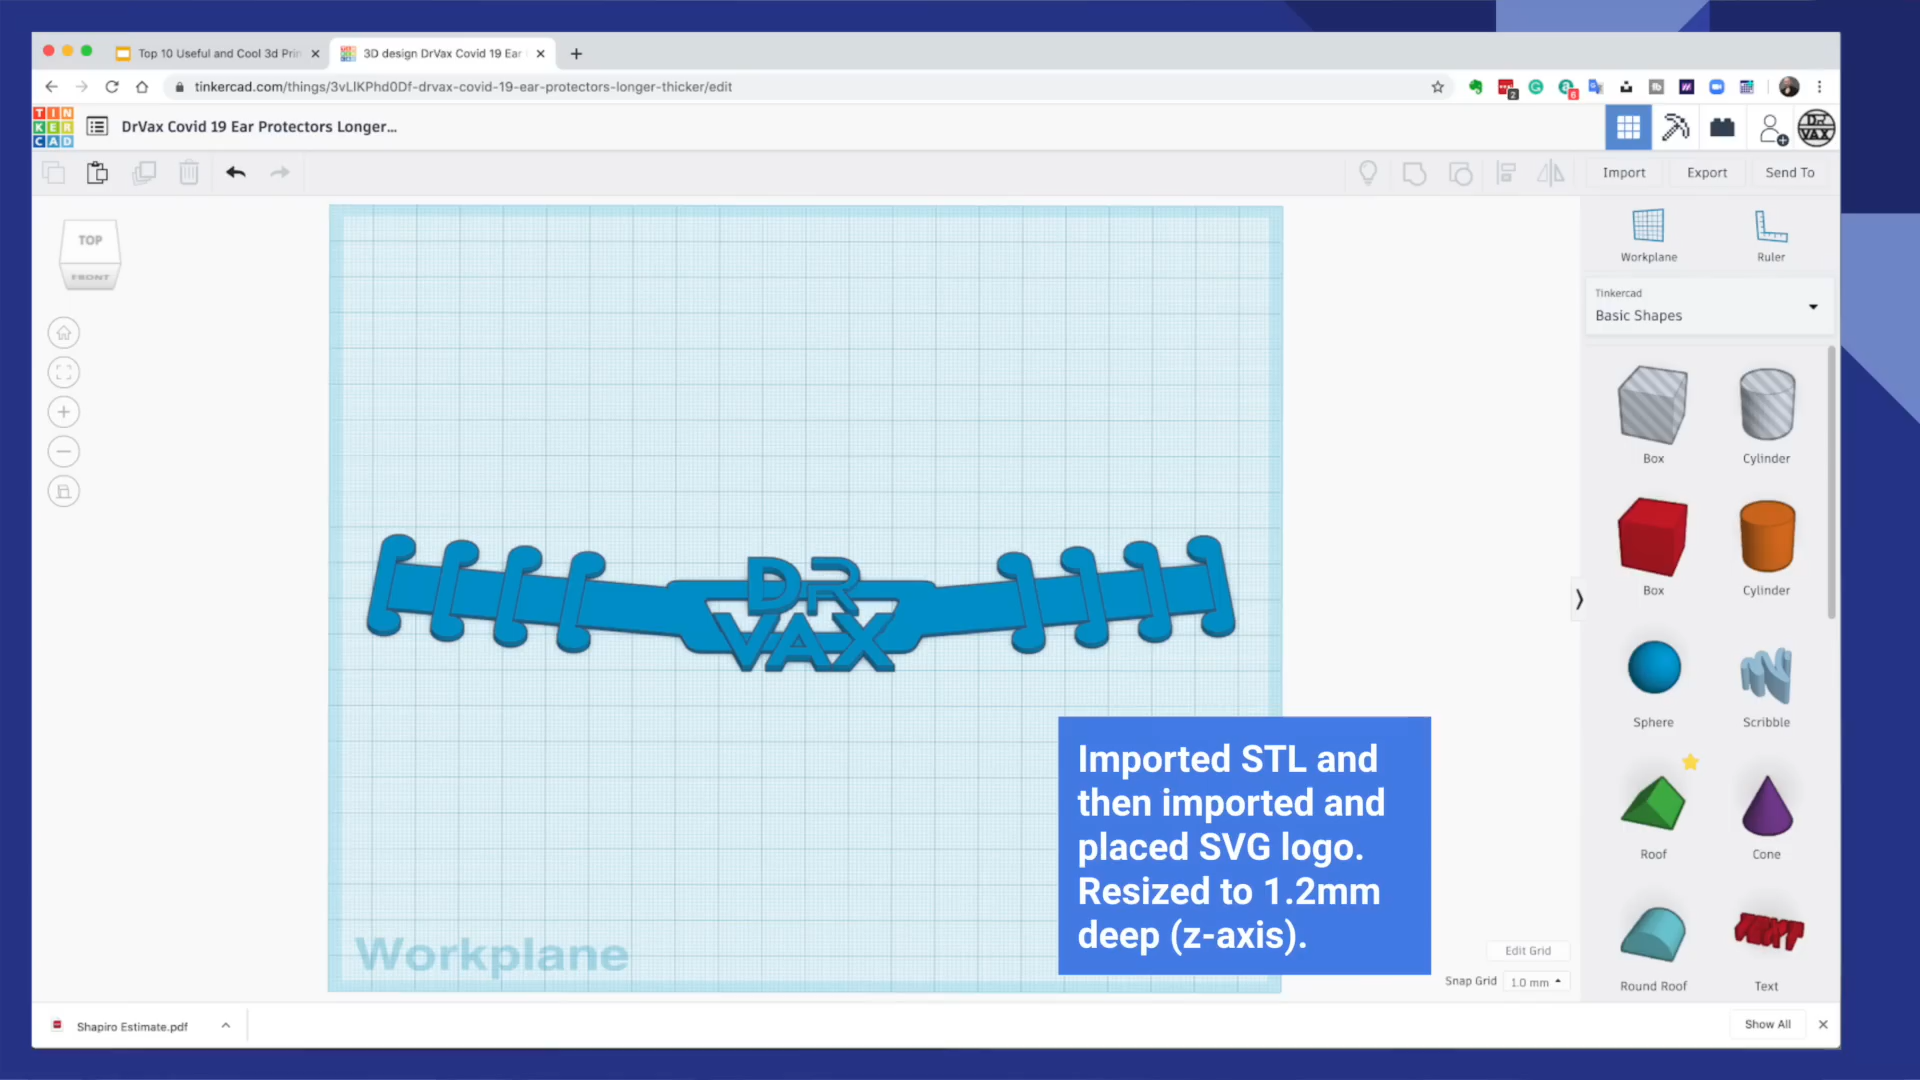 Top 10 Useful and Cool 3d Prin
3D design DrVax Covid 19 Ear
tinkercad.com/things/3vLIKPhd0Df-drvax-covid-19-ear-protectors-longer-thicker/edit
TIN
KER
CAD
DrVax Covid 19 Ear Protectors Longer...
DR
VAX
Import
Export
Send To
TOP
FRONT
Workplane
Ruler
Tinkercad
Basic Shapes
Box
Cylinder
Box
Cylinder
Sphere
Scribble
Roof
Cone
TEXT
Round Roof
Text
DR
VAX
Imported STL and
then imported and
placed SVG logo.
Resized to 1.2mm
deep (z-axis).
Workplane
Edit Grid
Snap Grid
1.0 mm
Shapiro Estimate.pdf
Show All